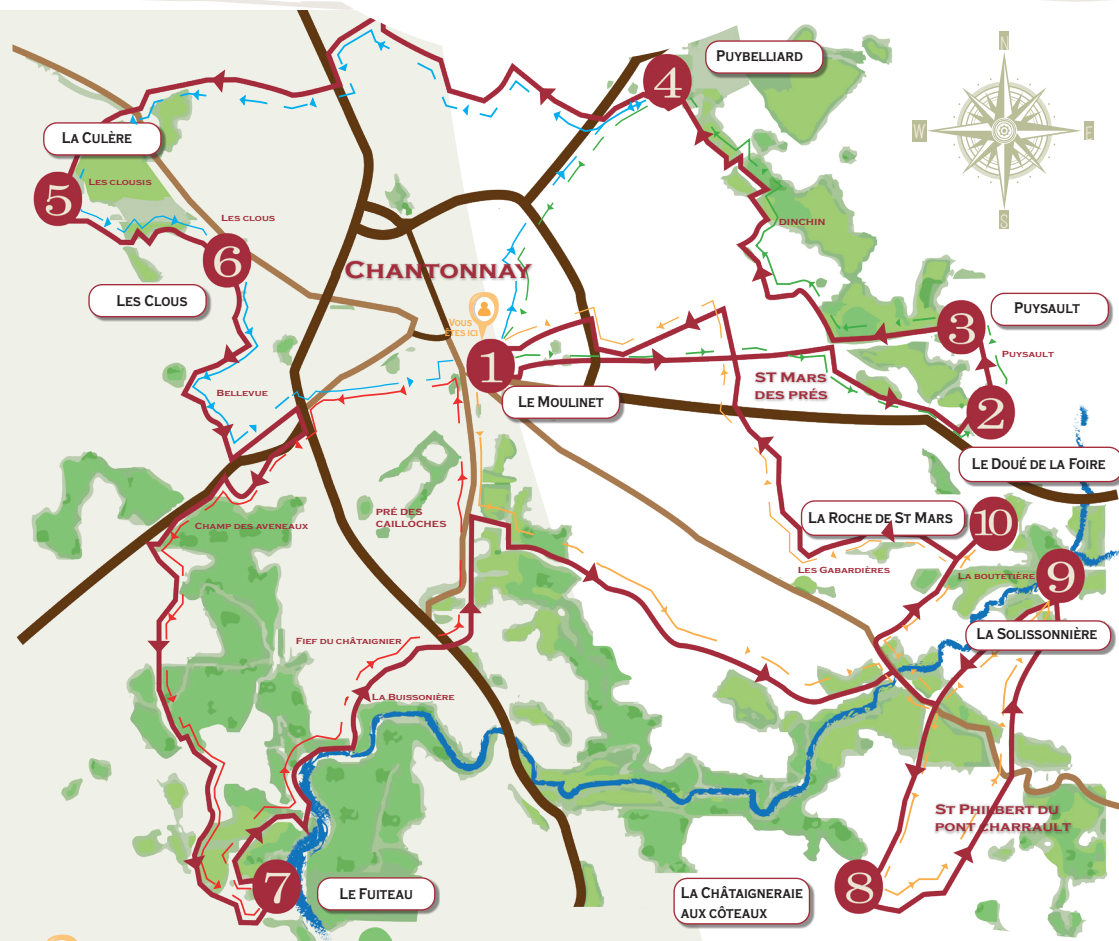 N
W
E
S
PUYBELLIARD
4
LA CULÈRE
LES CLOUSIS
5
LES CLOUS
6
LES CLOUS
DINCHIN
CHANTONNAY
VOUS
ÊTES ICI
1
LE MOULINET
3
PUYSAULT
PUYSAULT
ST MARS
DES PRÉS
2
LE DOUÉ DE LA FOIRE
BELLEVUE
CHAMP DES AVENEAUX
PRÉ DES
CAILLOCHES
LA ROCHE DE ST MARS
10
LES GABARDIÈRES
LA BOUTETIÈRE
9
LA SOLISSONNIÈRE
FIEF DU CHÂTAIGNIER
LA BUISSONIÈRE
ST PHILBERT DU
PONT CHARRAULT
7
LE FUITEAU
8
LA CHÂTAIGNERAIE
AUX CÔTEAUX